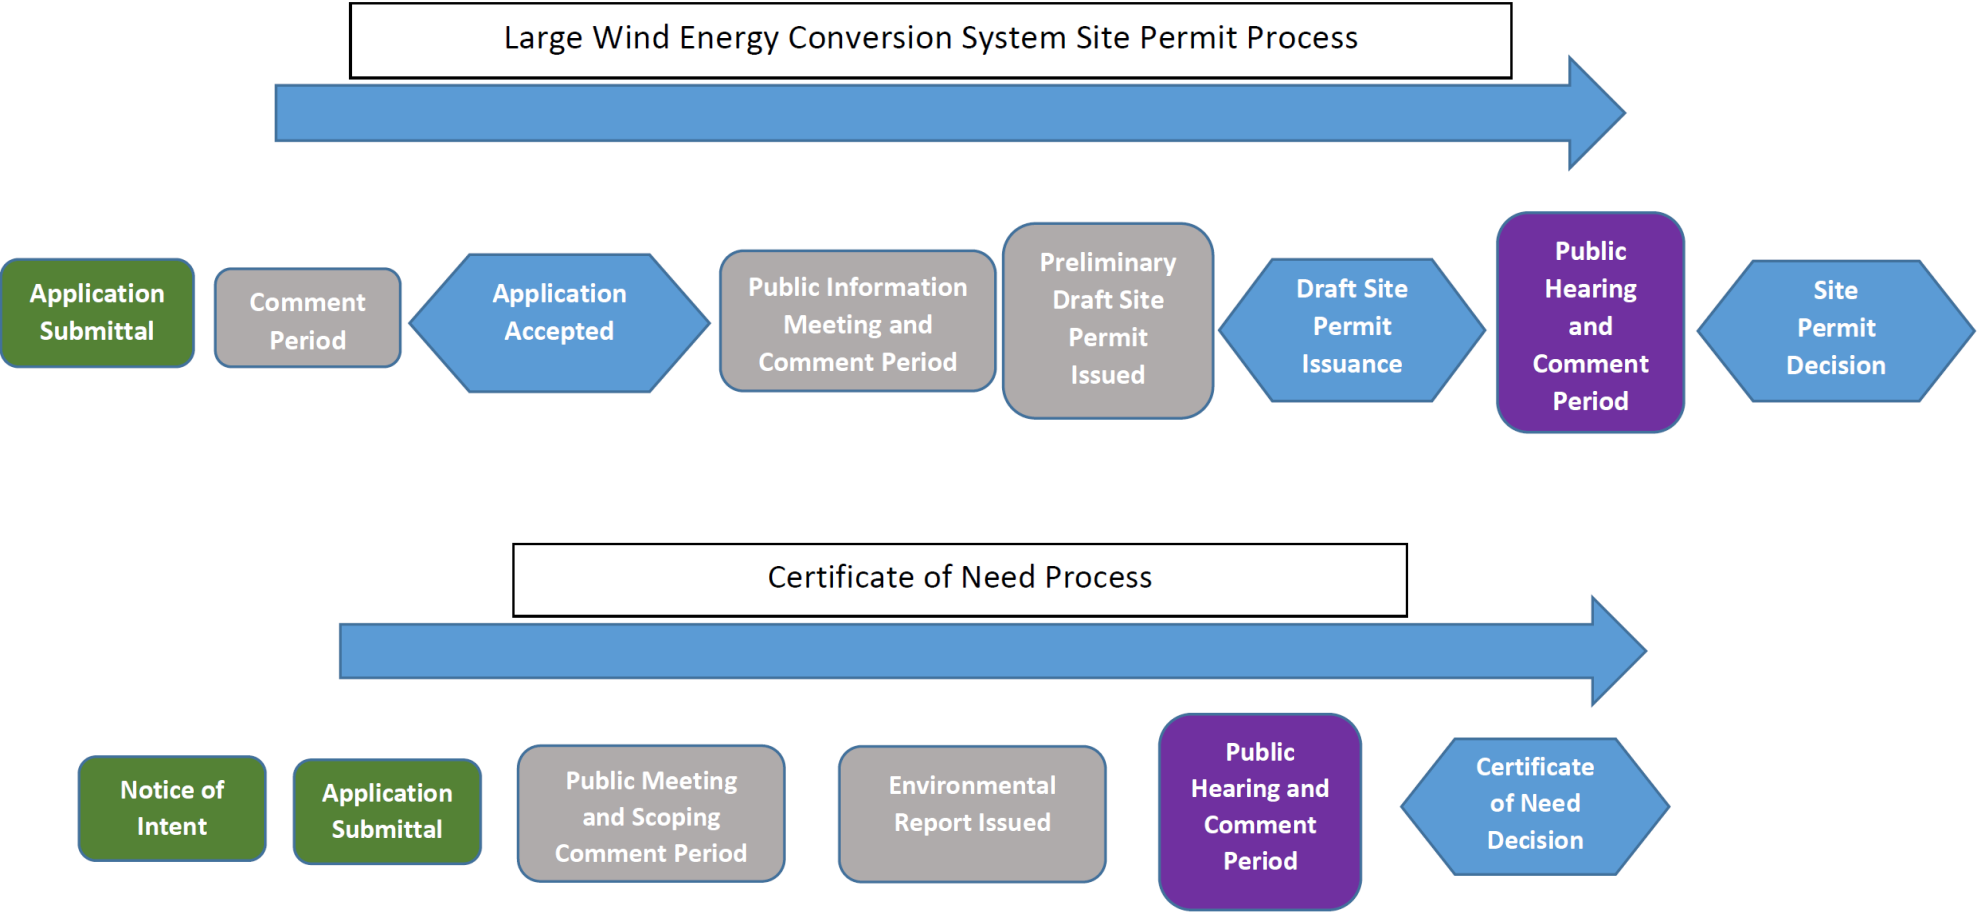 Large Wind Energy Conversion System Site Permit Process
Application
Submittal
Comment
Period
Application
Accepted
Public Information
Meeting and
Comment Period
Preliminary
Draft Site
Permit
Issued
Draft Site
Permit
Issuance
Public
Hearing
and
Comment
Period
Site
Permit
Decision
Certificate of Need Process
Notice of
Intent
Application
Submittal
Public Meeting
and Scoping
Comment Period
Environmental
Report Issued
Public
Hearing and
Comment
Period
Certificate
of Need
Decision